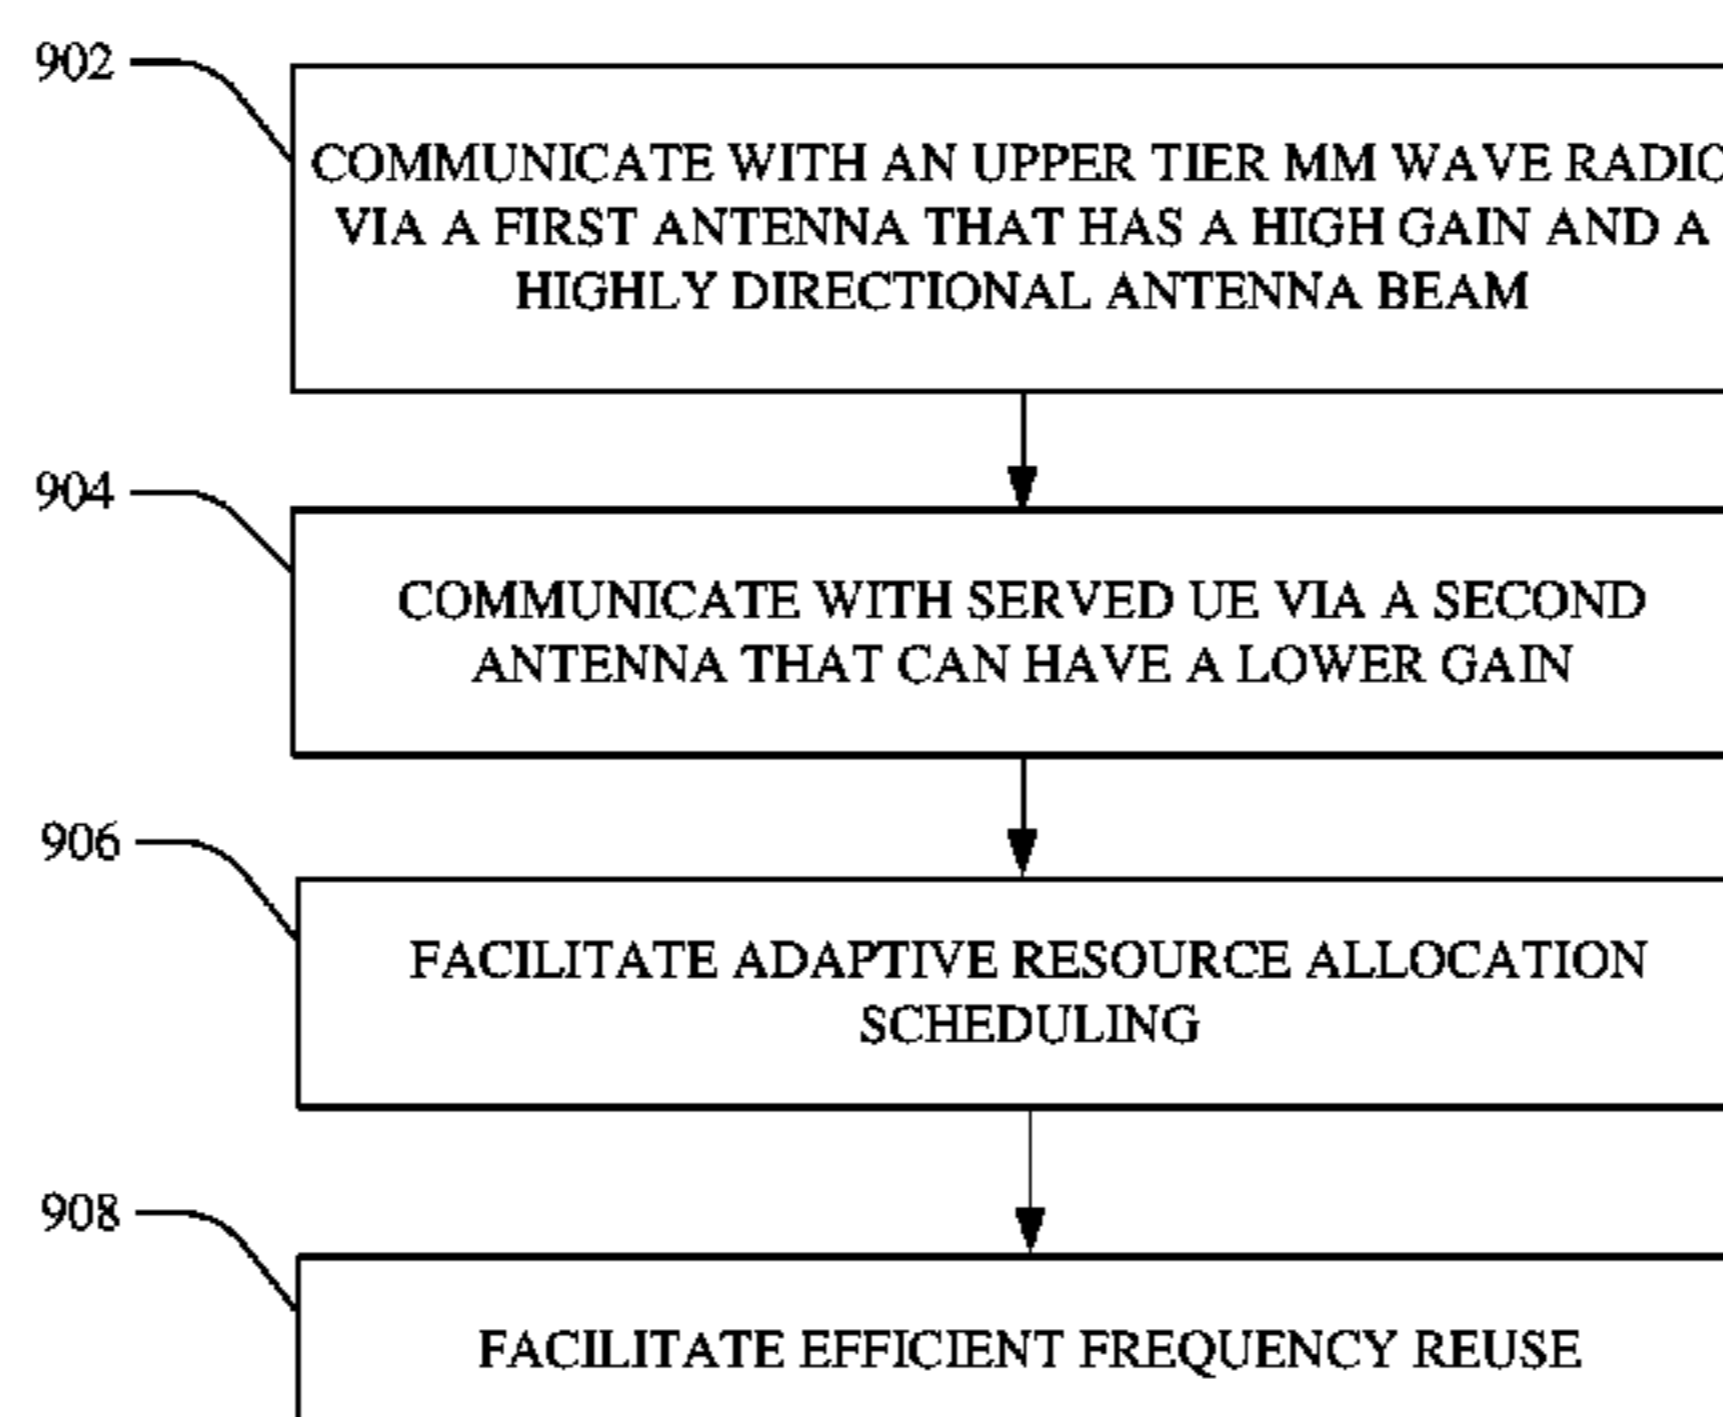 902
COMMUNICATE WITH AN UPPER TIER MM WAVE RADIO
VIA A FIRST ANTENNA THAT HAS A HIGH GAIN AND A
HIGHLY DIRECTIONAL ANTENNA BEAM
904
COMMUNICATE WITH SERVED UE VIA A SECOND
ANTENNA THAT CAN HAVE A LOWER GAIN
906
FACILITATE ADAPTIVE RESOURCE ALLOCATION
SCHEDULING
908
FACILITATE EFFICIENT FREQUENCY REUSE